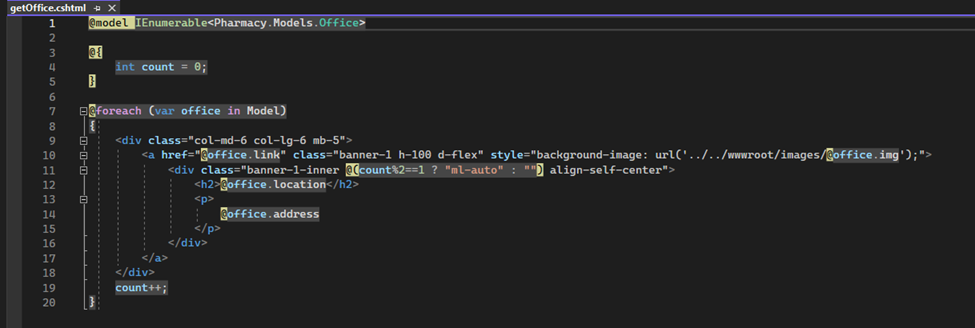 getOffice.cshtml
1 @model IEnumerable<Pharmacy.Models.Office>
2
3 @{
4 int count = 0;
5 }
6
7 @foreach (var office in Model)
8 {
9 <div class="col-md-6 col-lg-6 mb-5">
10 <a href="@office.link" class="banner-1 h-100 d-flex" style="background-image: url('../../wwwroot/images/@office.img');">
11 <div class="banner-1-inner @(count%2==1 ? "ml-auto" : "") align-self-center">
12 <h2>@office.location</h2>
13 <p>
14 @office.address
15 </p>
16 </div>
17 </a>
18 </div>
19 count++;
20 }